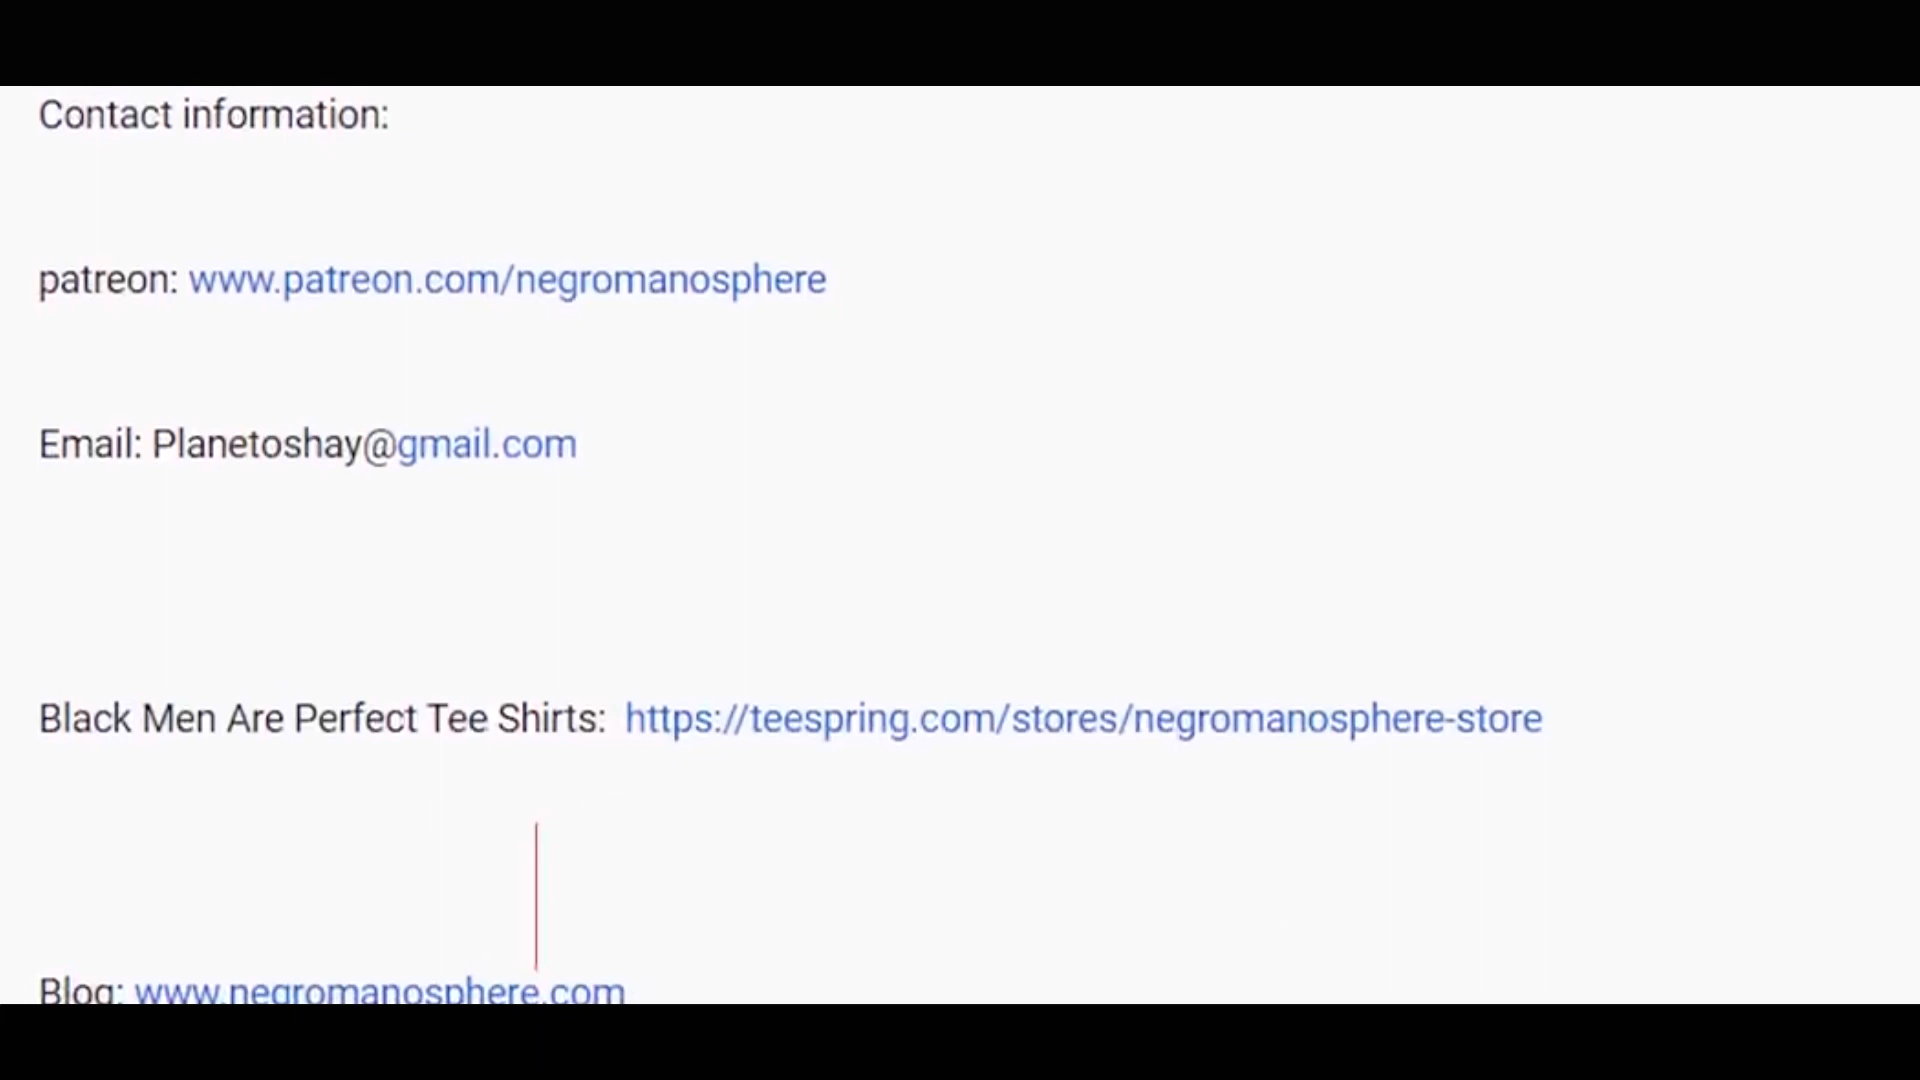 Contact information:
patreon: www.patreon.com/negromanosphere
Email: Planetoshay@gmail.com
Black Men Are Perfect Tee Shirts: https://teespring.com/stores/negromanosphere-store
Blog: www.negromanosphere.com